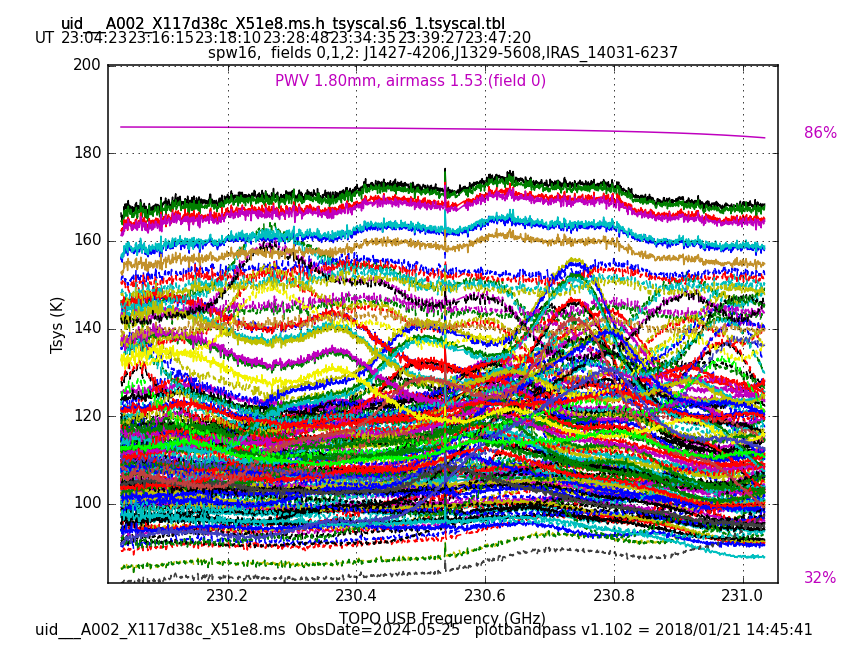 uid___A002_X117d38c_X51e8.ms.h_tsyscal.s6_1.tsyscal.tbl
UT 23:04:23 23:16:15 23:18:10 23:28:48 23:34:35 23:39:27 23:47:20
spw16,  fields 0,1,2: J1427-4206,J1329-5608,IRAS_14031-6237
200
PWV 1.80mm, airmass 1.53 (field 0)
86%
180
160
Tsys (K)
140
120
100
32%
230.2 230.4 230.6 230.8 231.0
TOPO USB Frequency (GHz)
uid___A002_X117d38c_X51e8.ms  ObsDate=2024-05-25   plotbandpass v1.102 = 2018/01/21 14:45:41